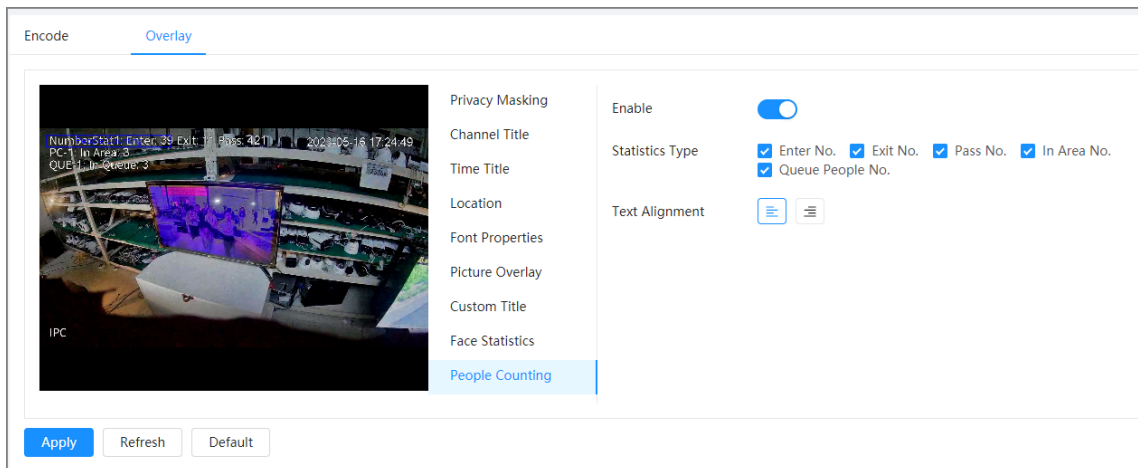 Encode
Overlay
NumberStat1: Enter: 39 Exit: 11 Pass: 421
2023-05-16 17:24:49
PC-1: In Area: 3
QUE-1: In Queue: 3
IPC
Privacy Masking
Channel Title
Time Title
Location
Font Properties
Picture Overlay
Custom Title
Face Statistics
People Counting
Enable
Statistics Type
Enter No. Exit No. Pass No. In Area No.
Queue People No.
Text Alignment
Apply Refresh Default